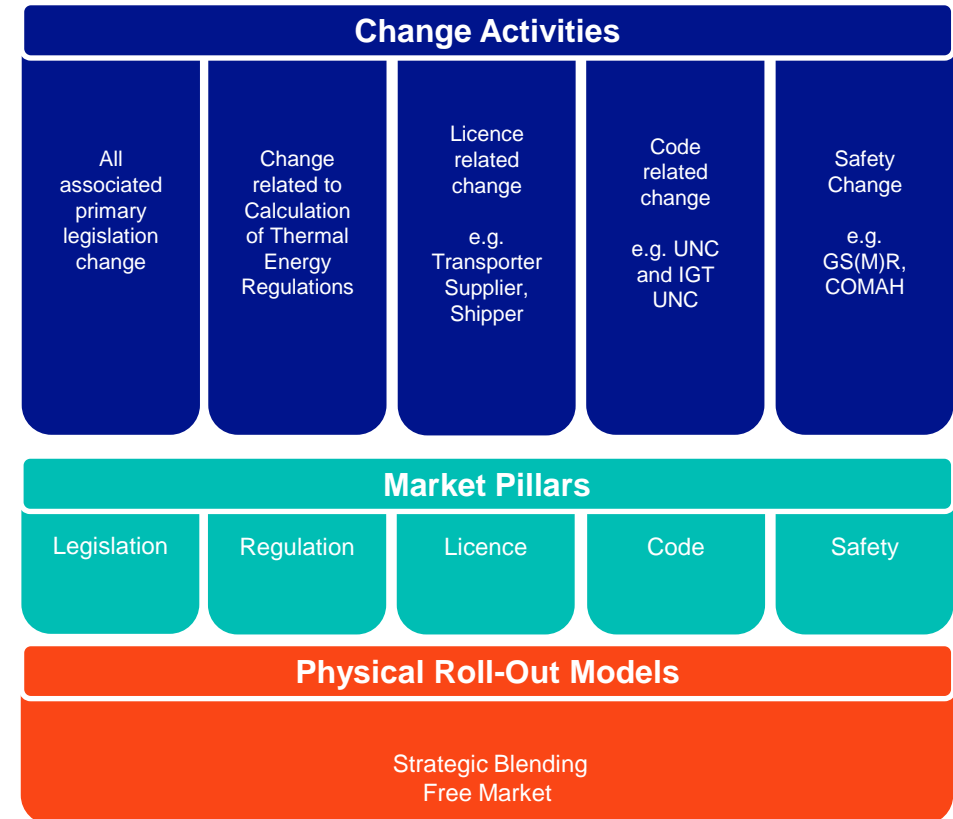 Change Activities
All
associated
primary
legislation
change
Change
related to
Calculation
of Thermal
Energy
Regulations
Licence
related
change
e.g.
Transporter
Supplier,
Shipper
Code
related
change
e.g. UNC
and IGT
UNC
Safety
Change
e.g.
GS(M)R,
COMAH
Market Pillars
Legislation
Regulation
Licence
Code
Safety
Physical Roll-Out Models
Strategic Blending
Free Market